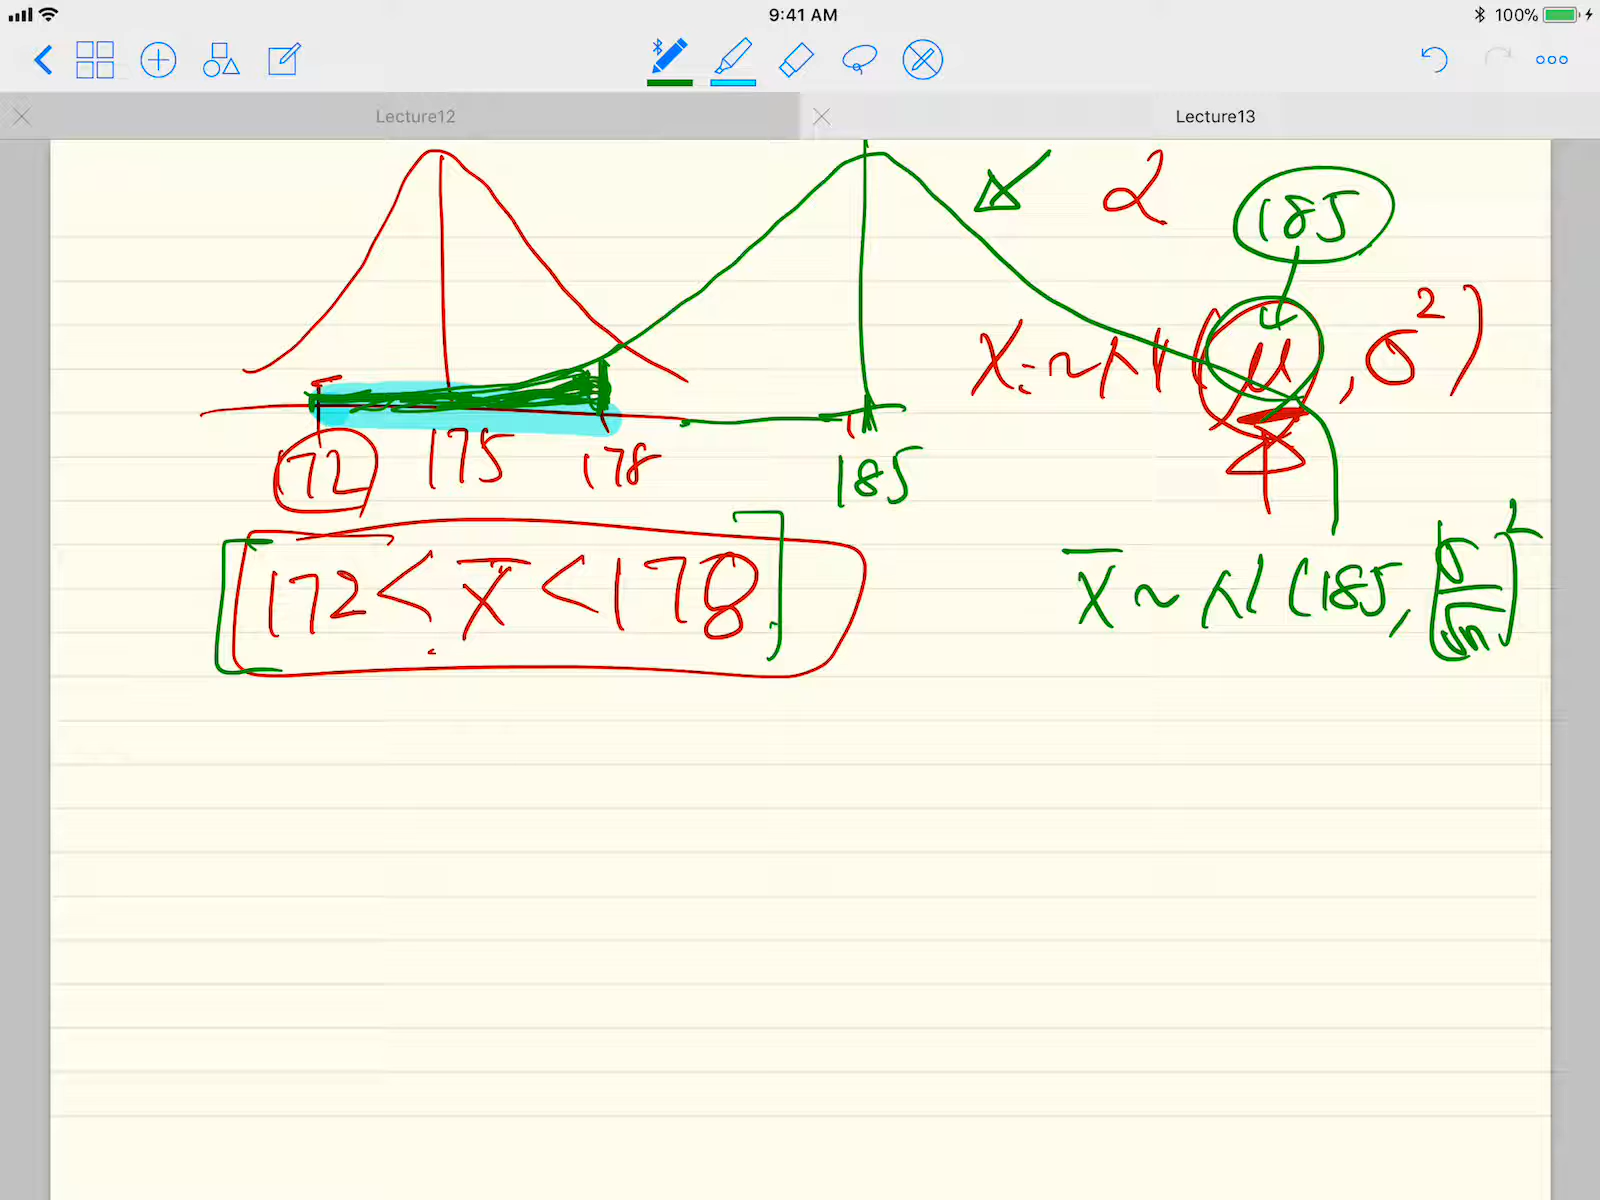 9:41 AM
100%
Lecture12
Lecture13
α
185
Xi ~ N(μ, σ²)
172 175 178 185
172 < x̄ < 178
X̄ ~ N(185, (σ/√n)²